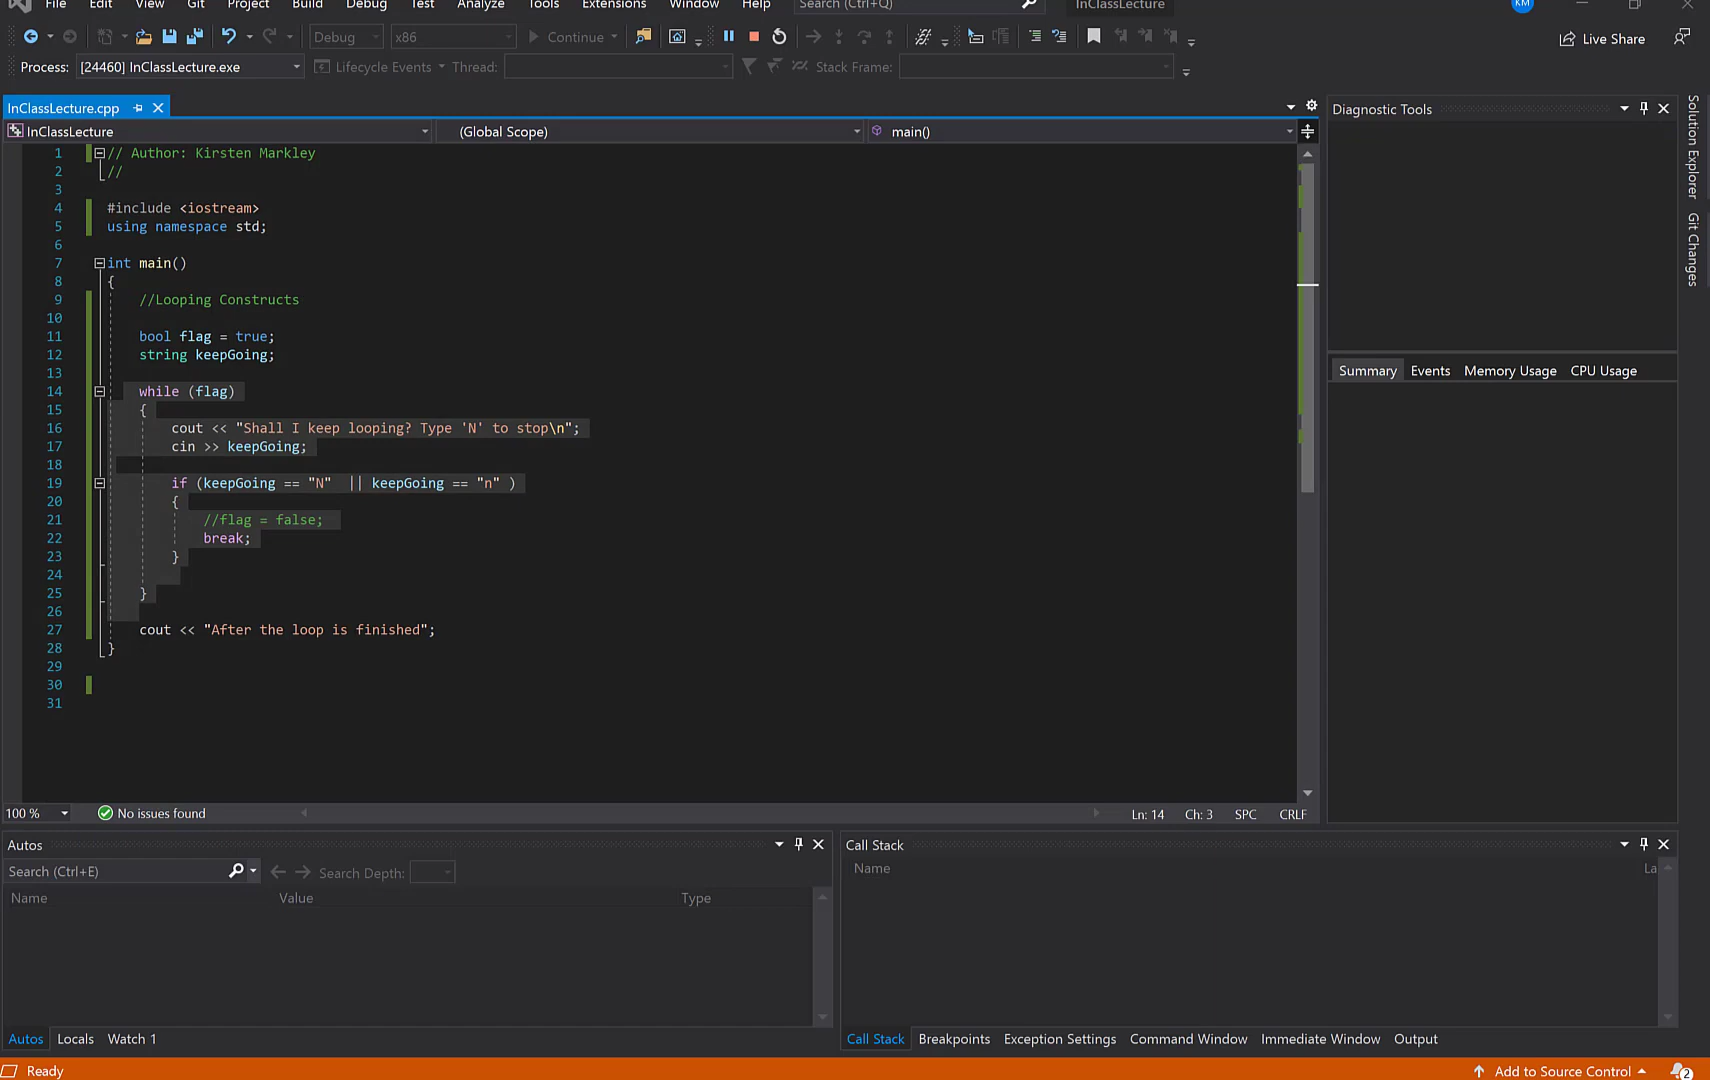 File Edit View Git Project Build Debug Test Analyze Tools Extensions Window Help Search (Ctrl+Q) InClassLecture KM
Debug x86 Continue Live Share
Process: [24460] InClassLecture.exe Lifecycle Events Thread: Stack Frame:
InClassLecture.cpp
InClassLecture (Global Scope) main()
1 // Author: Kirsten Markley
2 //
3
4 #include <iostream>
5 using namespace std;
6
7 int main()
8 {
9 //Looping Constructs
10
11 bool flag = true;
12 string keepGoing;
13
14 while (flag)
15 {
16 cout << "Shall I keep looping? Type 'N' to stop\n";
17 cin >> keepGoing;
18
19 if (keepGoing == "N" || keepGoing == "n" )
20 {
21 //flag = false;
22 break;
23 }
24
25 }
26
27 cout << "After the loop is finished";
28 }
29
30
31
100 % No issues found Ln: 14 Ch: 3 SPC CRLF
Diagnostic Tools
Summary Events Memory Usage CPU Usage
Solution Explorer
Git Changes
Autos
Search (Ctrl+E) Search Depth:
Name Value Type
Autos Locals Watch 1
Call Stack
Name La
Call Stack Breakpoints Exception Settings Command Window Immediate Window Output
Ready Add to Source Control 2